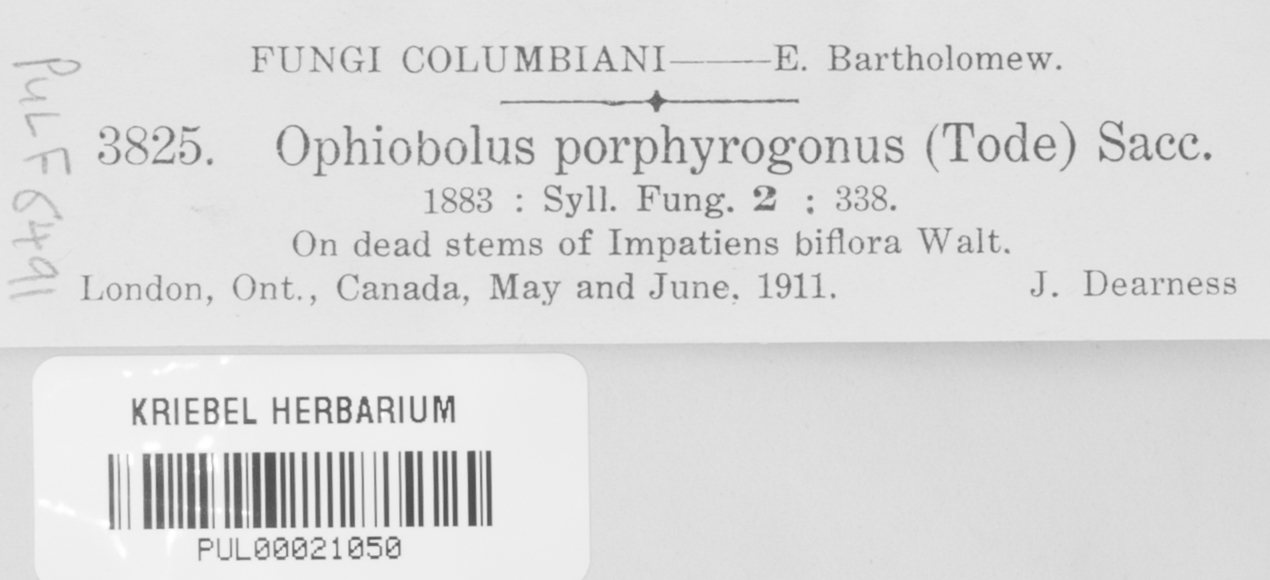 FUNGI COLUMBIANI——E. Bartholomew.
3825. Ophiobolus porphyrogonus (Tode) Sacc.
1883 : Syll. Fung. 2 : 338.
On dead stems of Impatiens biflora Walt.
London, Ont., Canada, May and June, 1911. J. Dearness
PUL F 6491
KRIEBEL HERBARIUM
PUL00021050